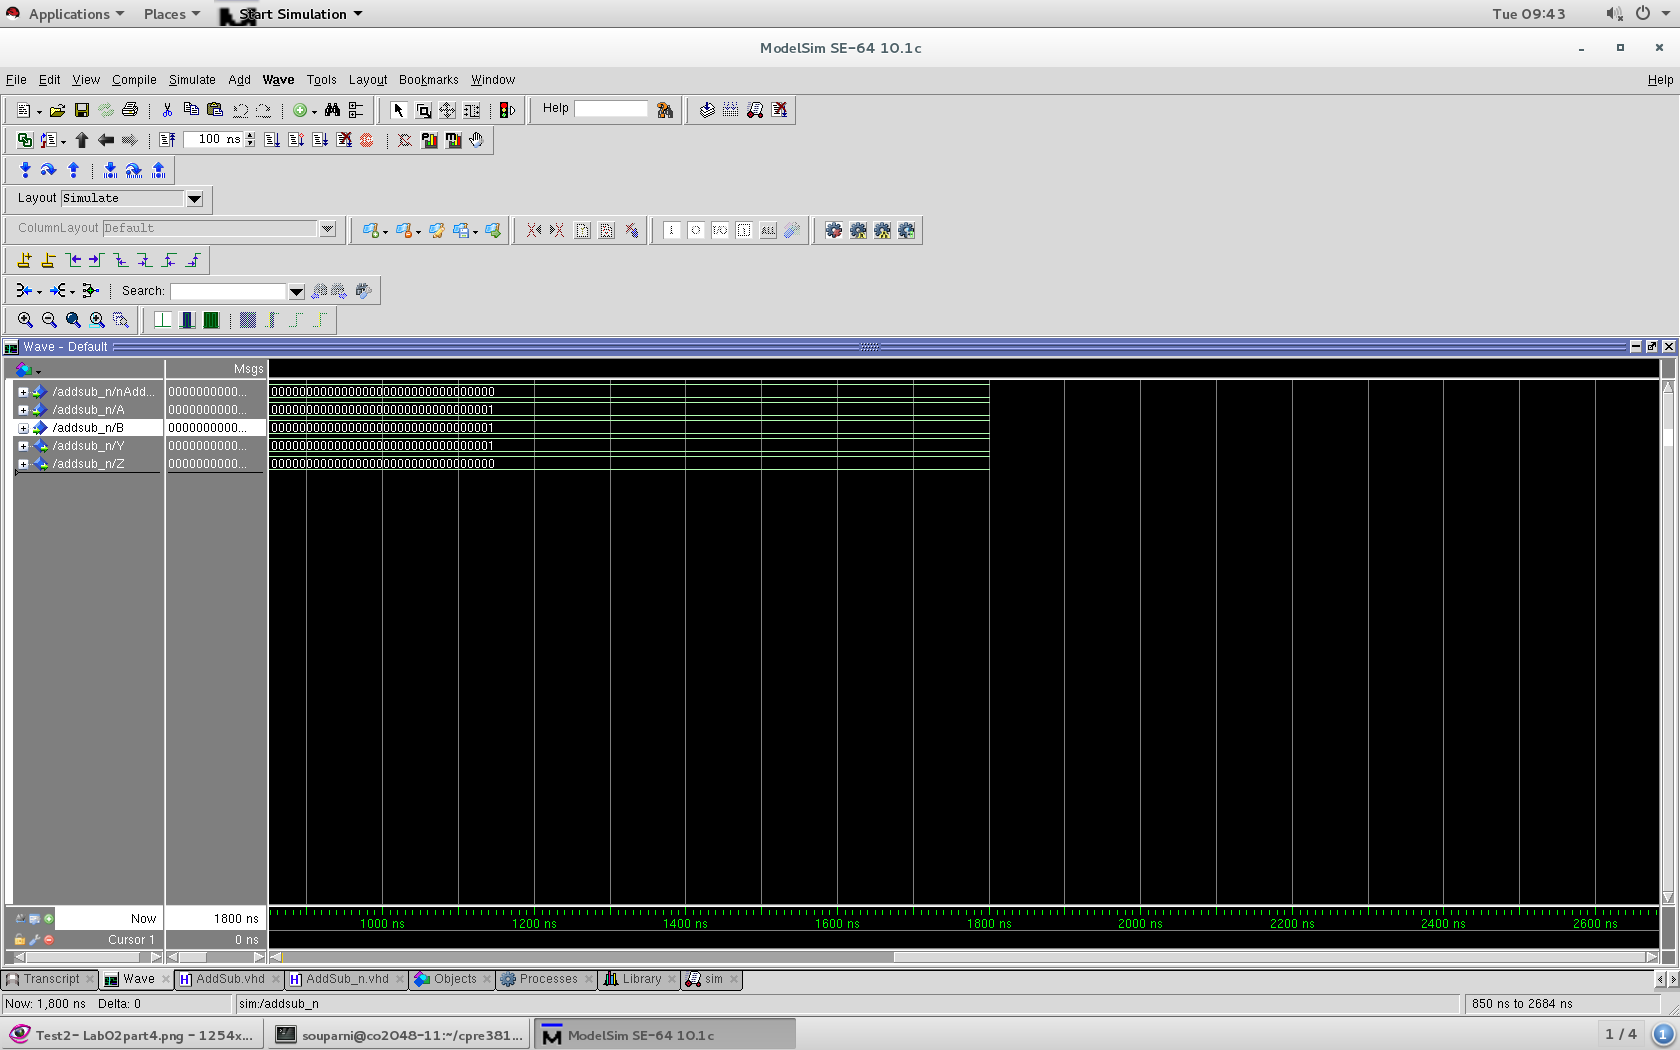 Applications Places Start Simulation Tue 09:43
ModelSim SE-64 10.1c
File Edit View Compile Simulate Add Wave Tools Layout Bookmarks Window Help
Help
100 ns
Layout Simulate
ColumnLayout Default
Search:
Wave - Default
Msgs
/addsub_n/nAdd... 0000000000... 00000000000000000000000000000000
/addsub_n/A 0000000000... 00000000000000000000000000000001
/addsub_n/B 0000000000... 00000000000000000000000000000001
/addsub_n/Y 0000000000... 00000000000000000000000000000001
/addsub_n/Z 0000000000... 00000000000000000000000000000000
Now 1800 ns 1000 ns 1200 ns 1400 ns 1600 ns 1800 ns 2000 ns 2200 ns 2400 ns 2600 ns
Cursor 1 0 ns
Transcript Wave AddSub.vhd AddSub_n.vhd Objects Processes Library sim
Now: 1,800 ns Delta: 0 sim:/addsub_n 850 ns to 2684 ns
Test2- Lab02part4.png - 1254x... souparni@co2048-11:~/cpre381... ModelSim SE-64 10.1c 1 / 4 1